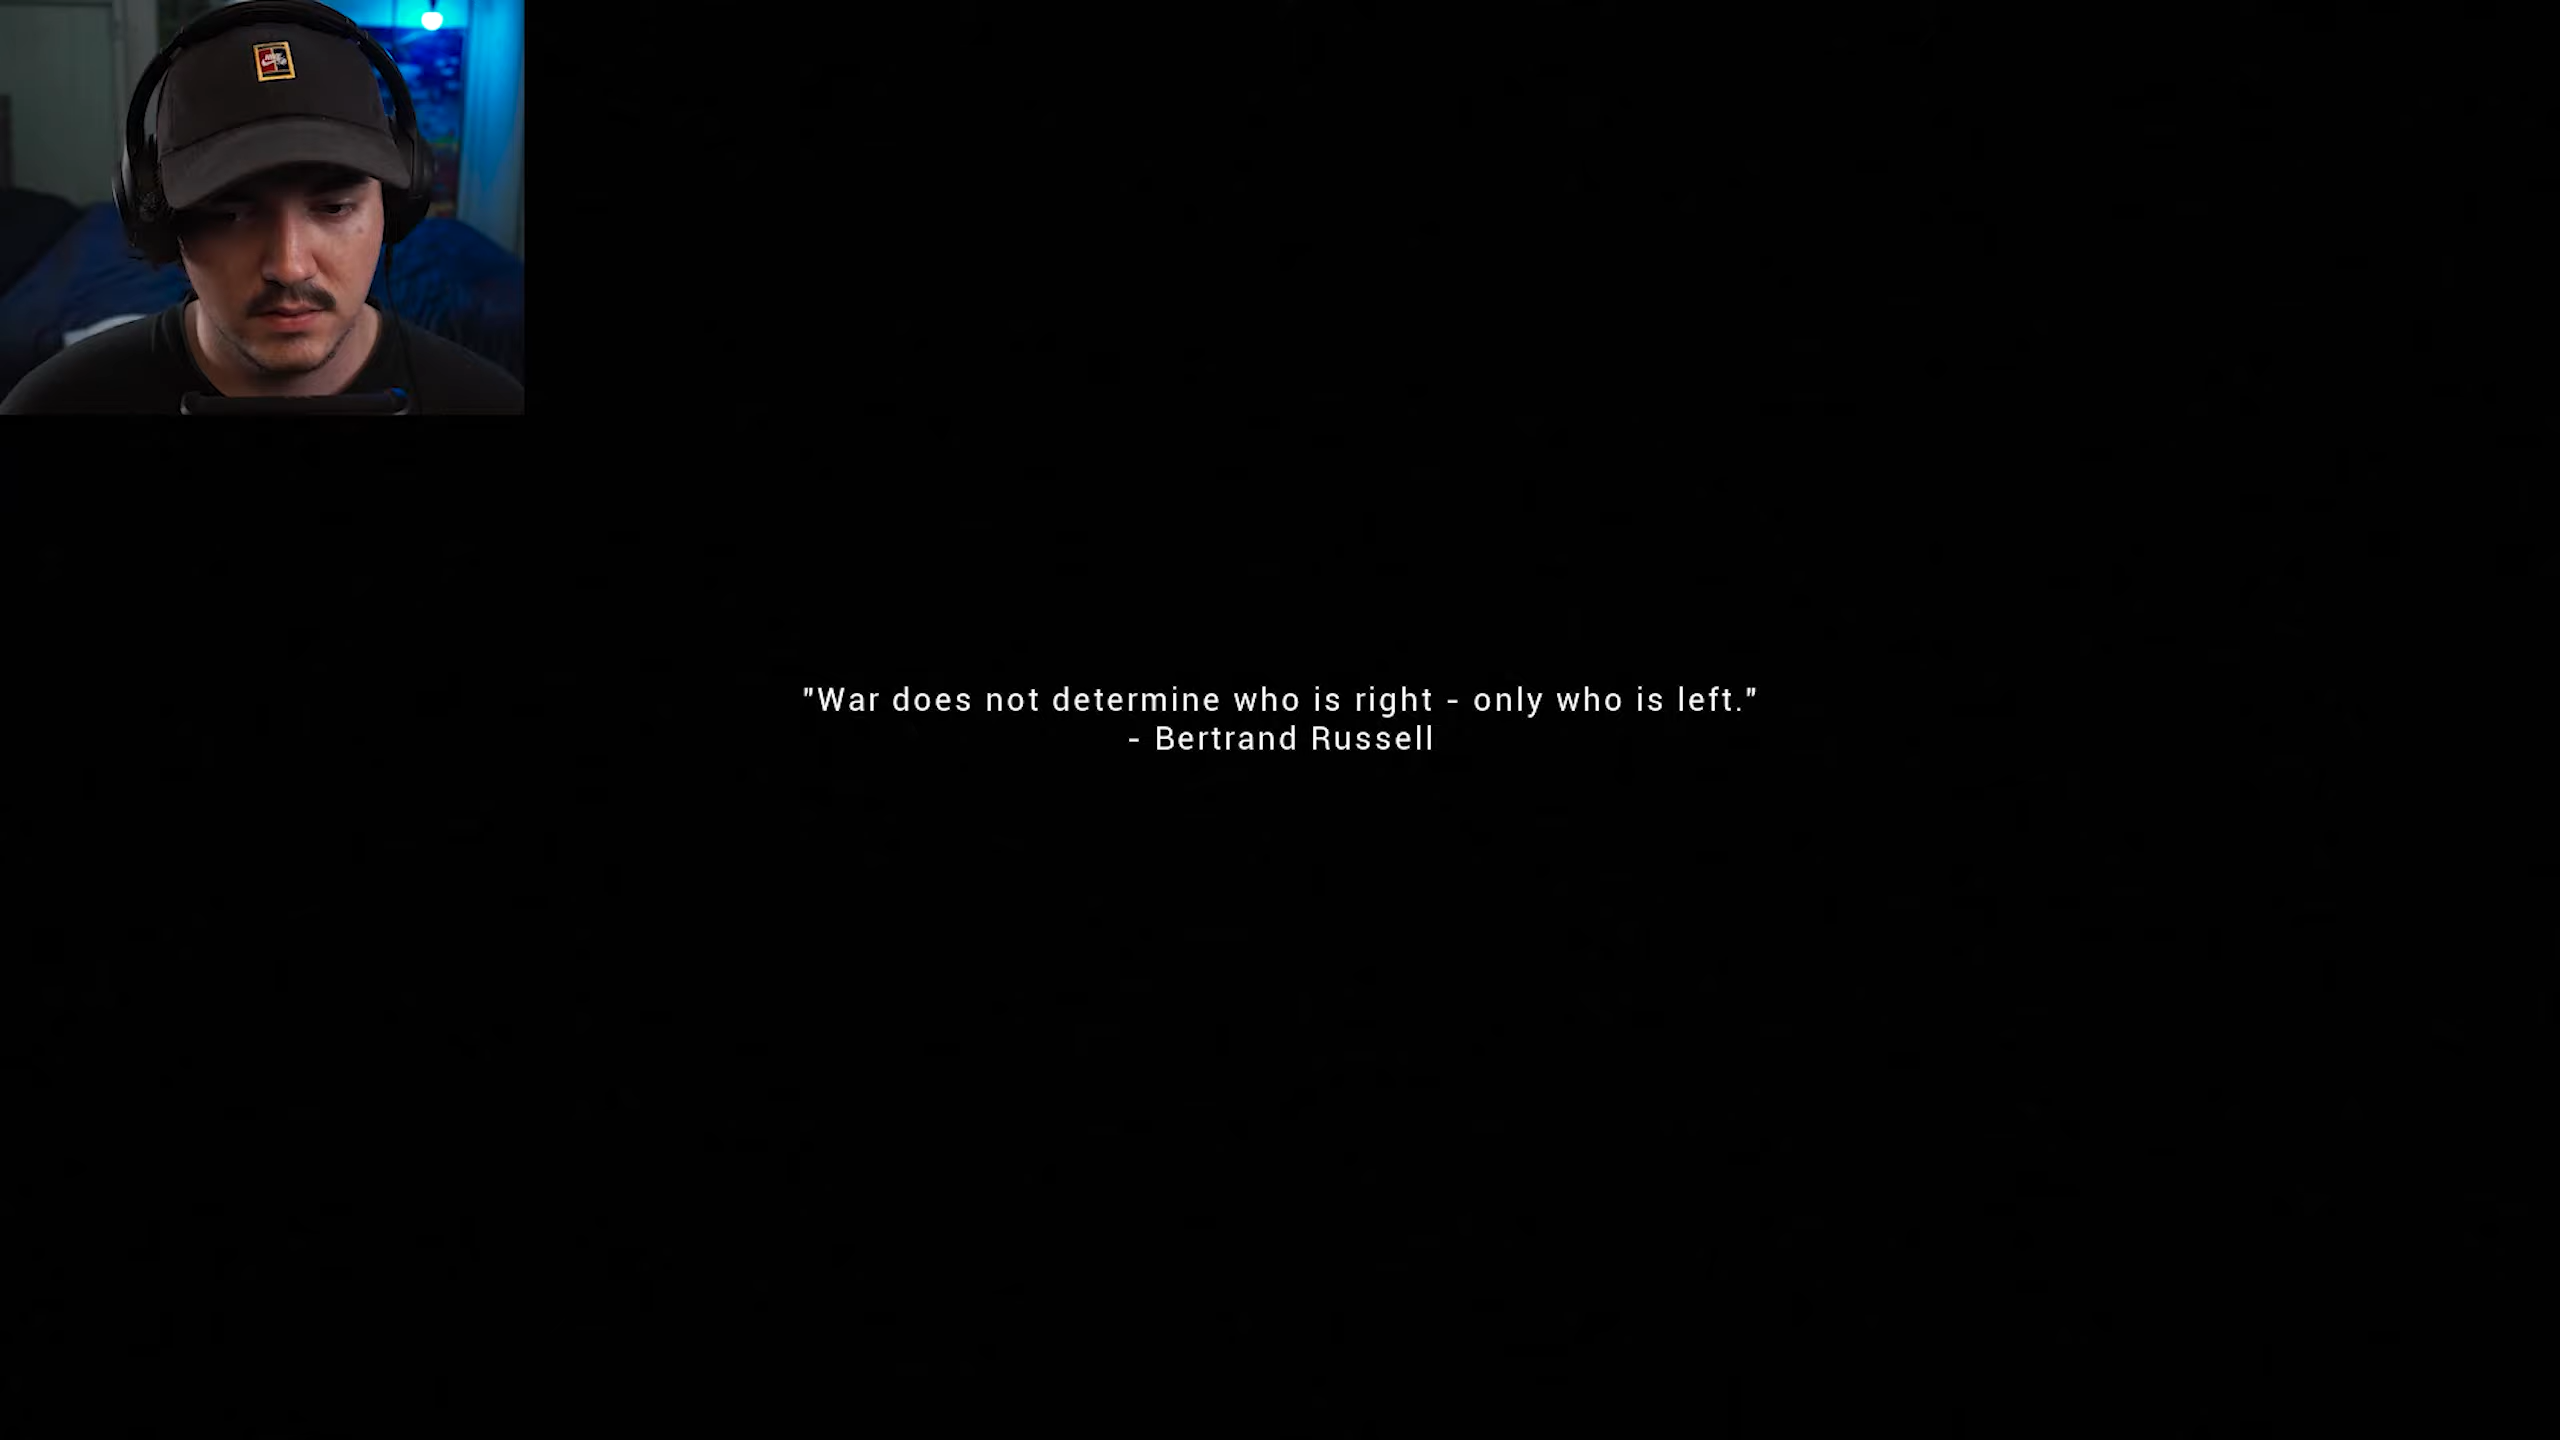 "War does not determine who is right - only who is left."
- Bertrand Russell